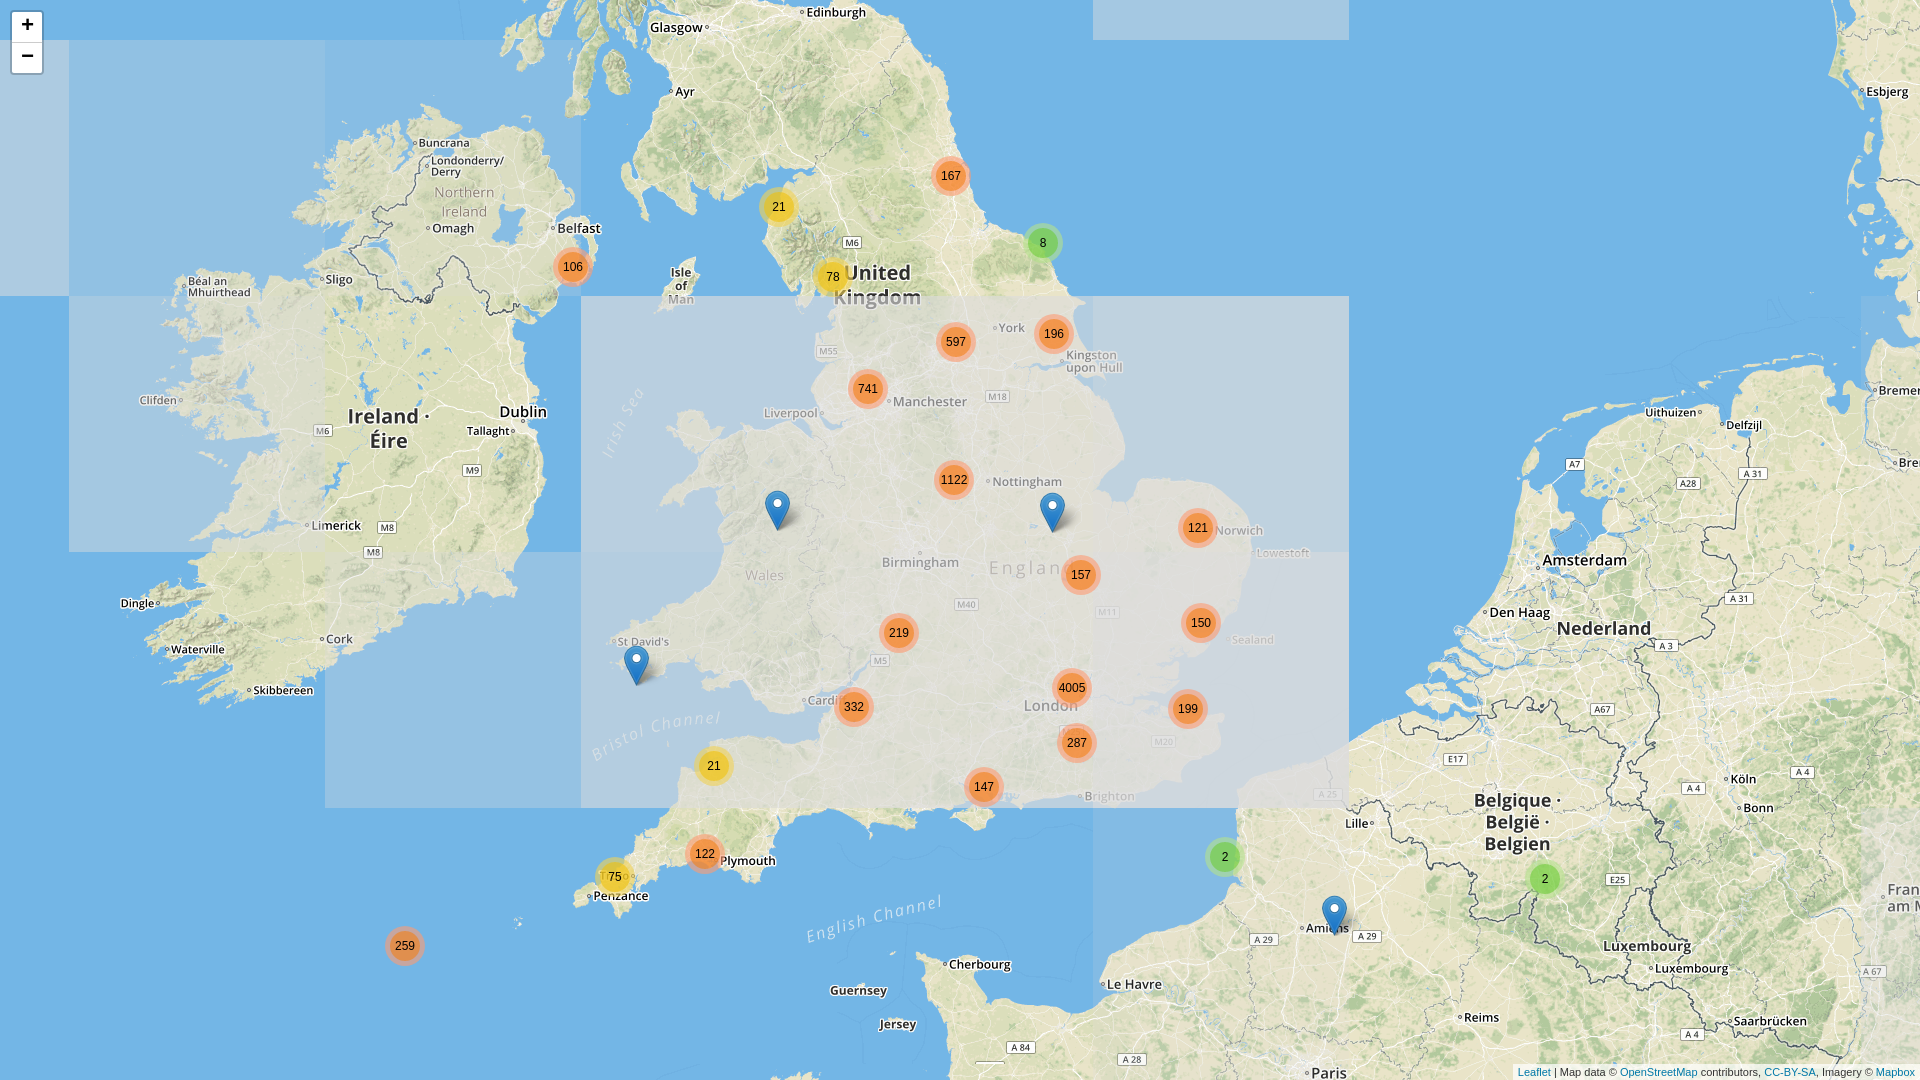 +
−
Edinburgh
Glasgow
Ayr
Esbjerg
Buncrana
Londonderry/
Derry
Northern
Ireland
Omagh
Belfast
167
21
8
M6
106
78
United
Kingdom
Isle
of
Man
Sligo
Béal an
Mhuirthead
York
196
597
M55
Kingston
upon Hull
741
Manchester
M18
Liverpool
Irish Sea
Clifden
Ireland ·
Éire
Dublin
Tallaght
M6
M9
Uithuizen
Delfzijl
A7
A 31
A28
1122
Nottingham
121
Norwich
Lowestoft
Limerick
M8
M8
Birmingham
Wales
157
M40
M11
Amsterdam
A 31
Den Haag
Nederland
A 3
Dingle
Cork
Waterville
Skibbereen
St David's
219
M5
150
Sealand
4005
London
332
199
287
M20
Bristol Channel
A67
E17
21
147
Brighton
A 25
Köln
A 4
A 4
Bonn
Belgique ·
België ·
Belgien
Lille
122
Plymouth
75
Penzance
2
2
E25
259
English Channel
Amiens
A 29
A 29
Luxembourg
Luxembourg
A 67
Cherbourg
Guernsey
Jersey
Le Havre
Reims
Saarbrücken
A 84
A 28
A 4
Paris
Leaflet | Map data © OpenStreetMap contributors, CC-BY-SA, Imagery © Mapbox